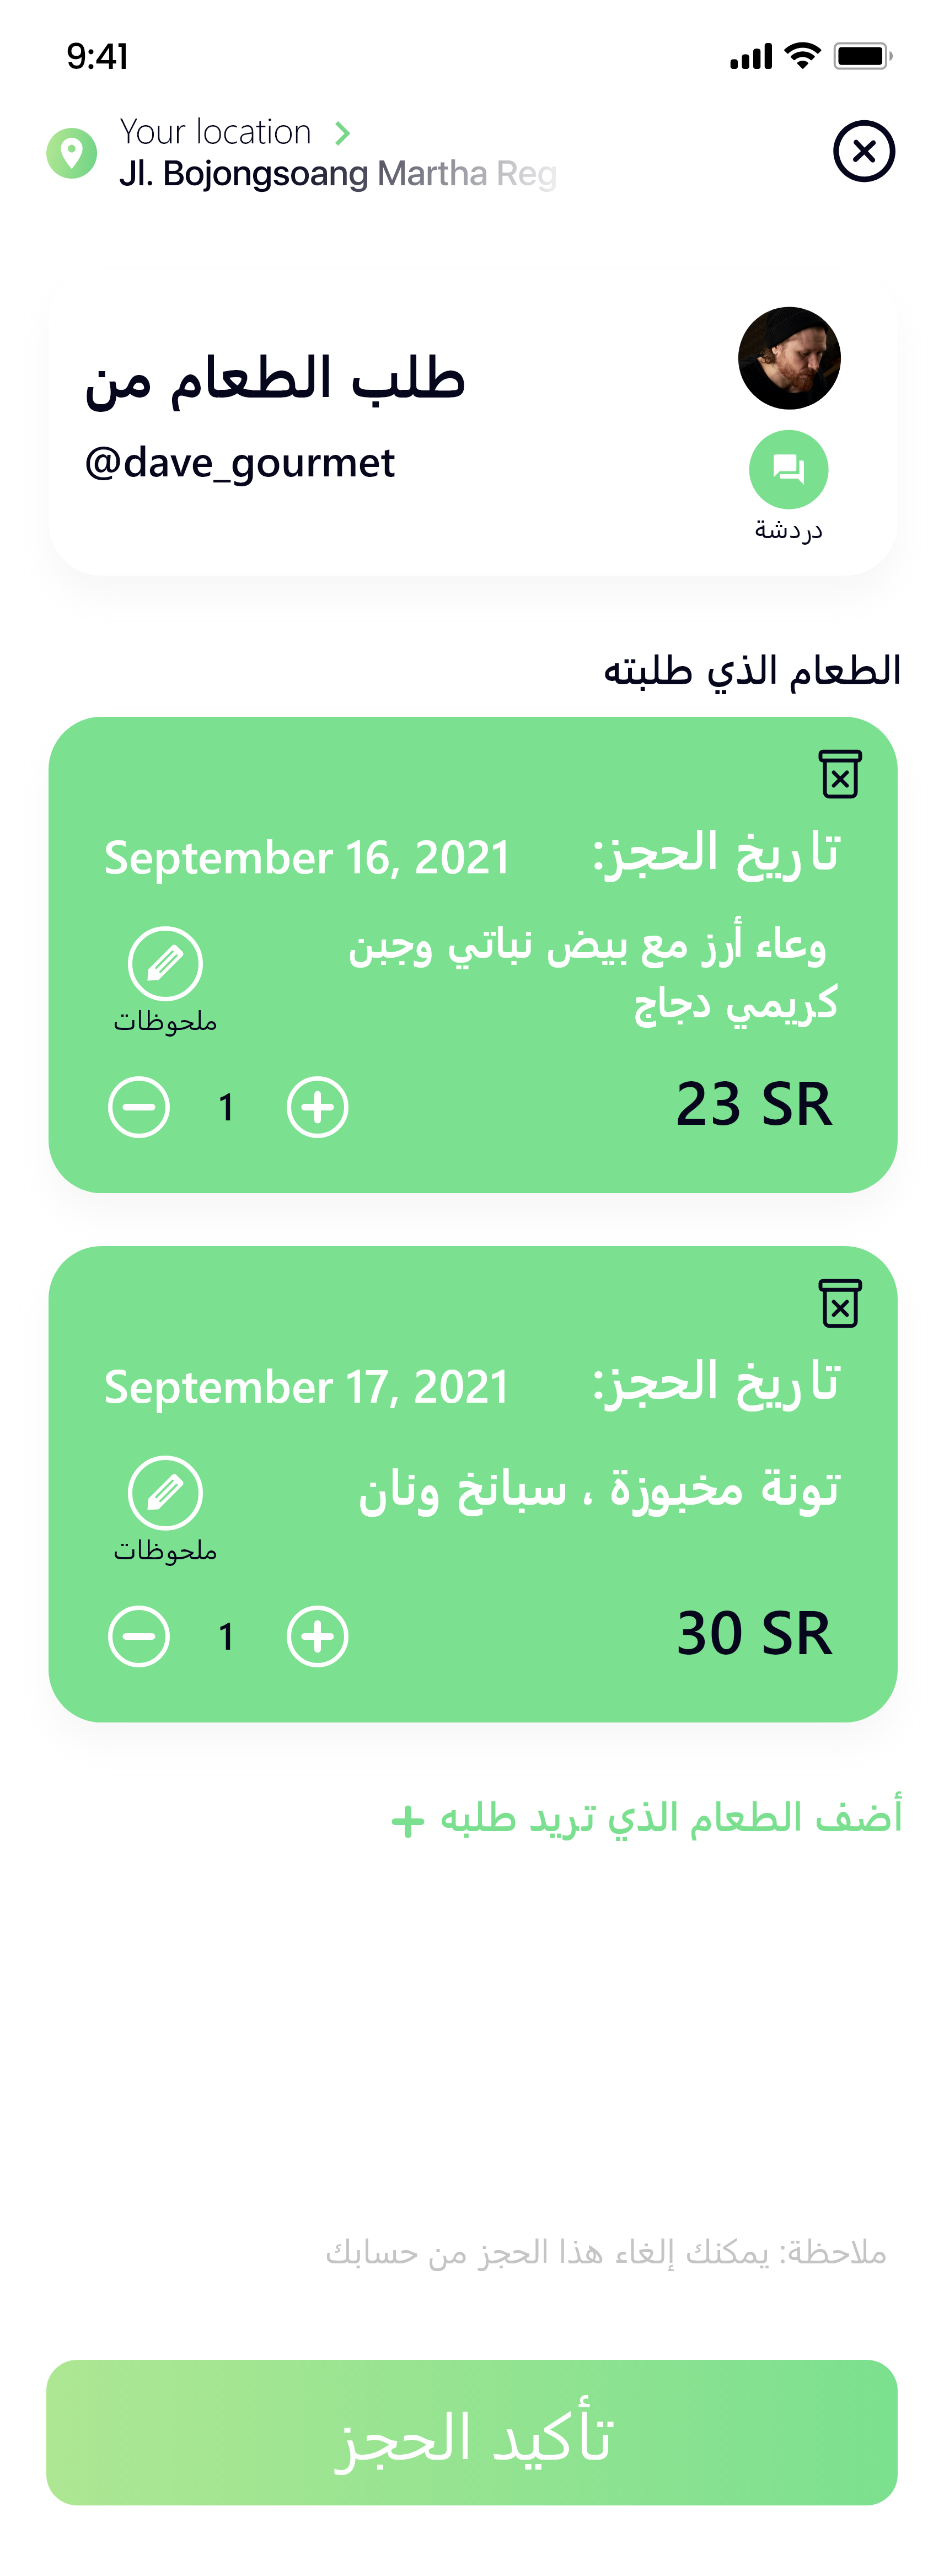 9:41
Your location
Jl. Bojongsoang Martha Reg
طلب الطعام من
@dave_gourmet
دردشة
الطعام الذي طلبته
تاريخ الحجز: September 16, 2021
وعاء أرز مع بيض نباتي وجبن
كريمي دجاج
ملحوظات
23 SR
1
تاريخ الحجز: September 17, 2021
تونة مخبوزة ، سبانخ ونان
ملحوظات
30 SR
1
أضف الطعام الذي تريد طلبه +
ملاحظة: يمكنك إلغاء هذا الحجز من حسابك
تأكيد الحجز